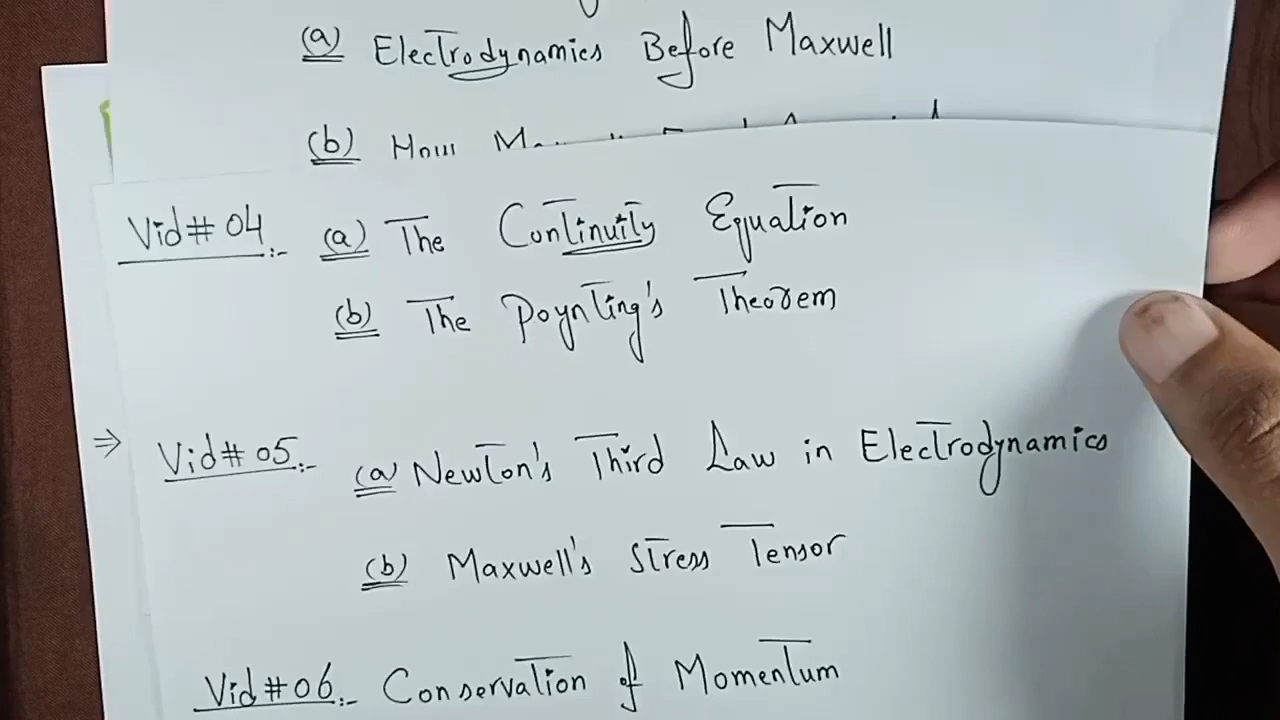 (a) Electrodynamics Before Maxwell
(b) How
Vid# 04 :- (a) The Continuity Equation
(b) The Poynting's Theorem
⇒ Vid# 05 :- (a) Newton's Third Law in Electrodynamics
(b) Maxwell's Stress Tensor
Vid# 06 :- Conservation of Momentum